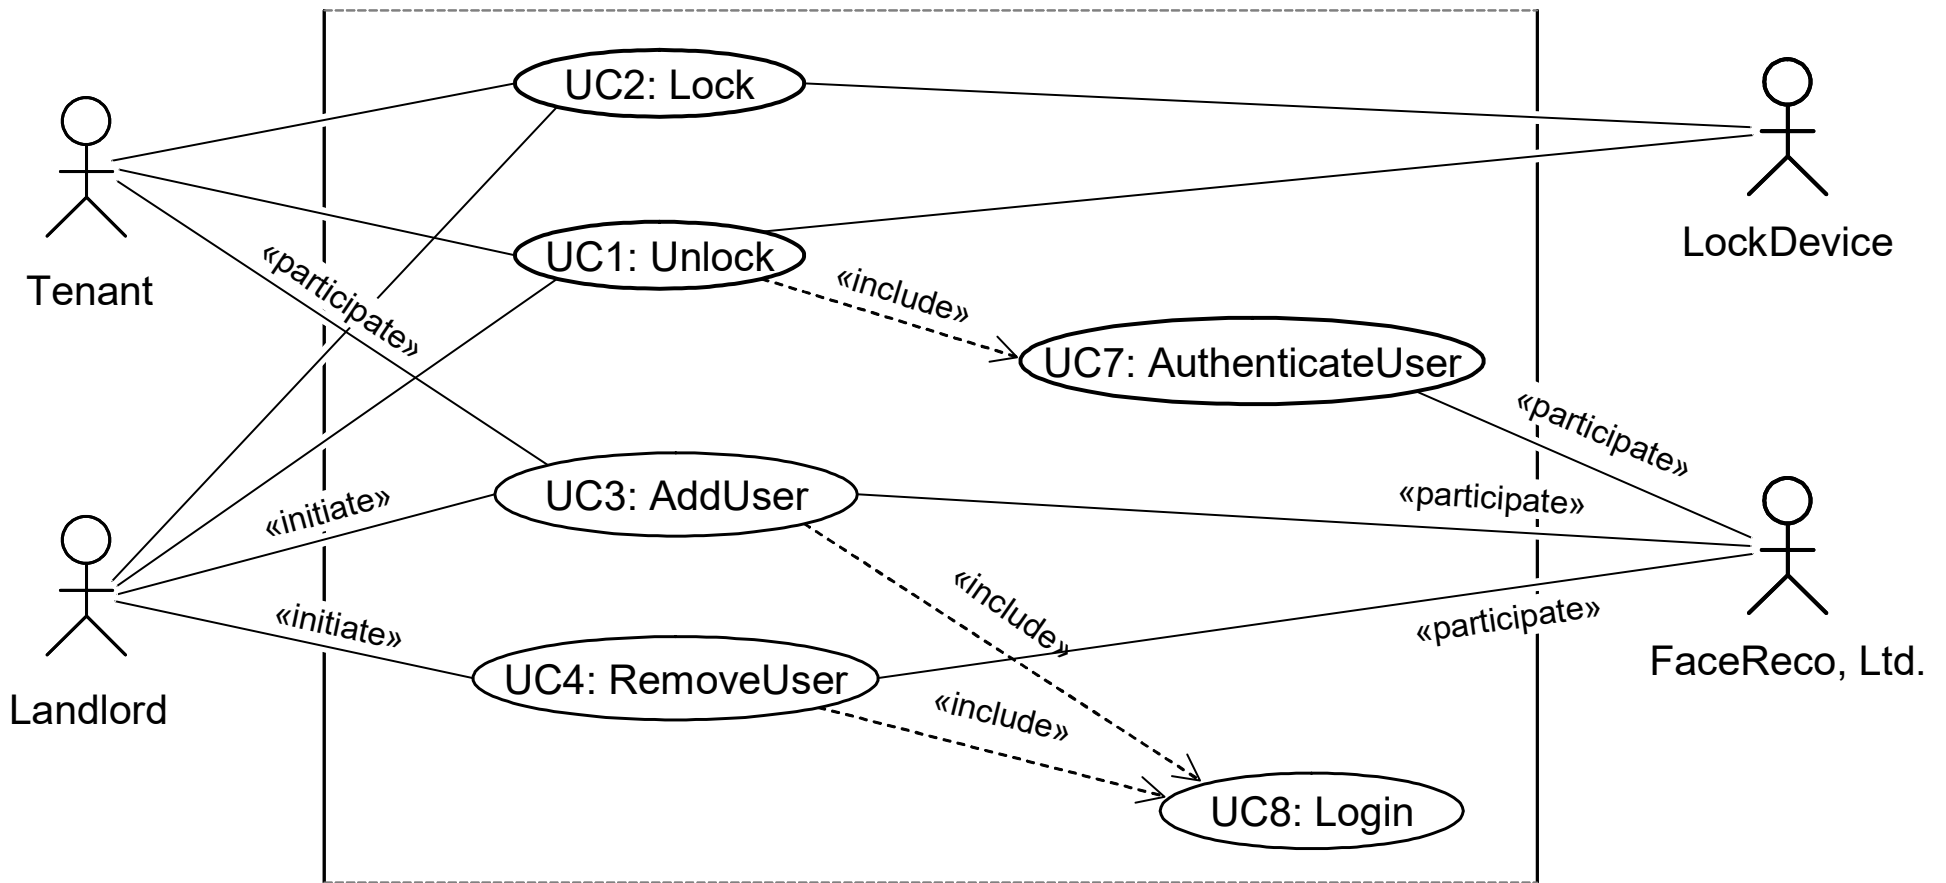 UC2: Lock
Tenant
LockDevice
UC1: Unlock
«participate»
«include»
UC7: AuthenticateUser
«participate»
UC3: AddUser
«initiate»
«participate»
«include»
«initiate»
«participate»
FaceReco, Ltd.
UC4: RemoveUser
Landlord
«include»
UC8: Login